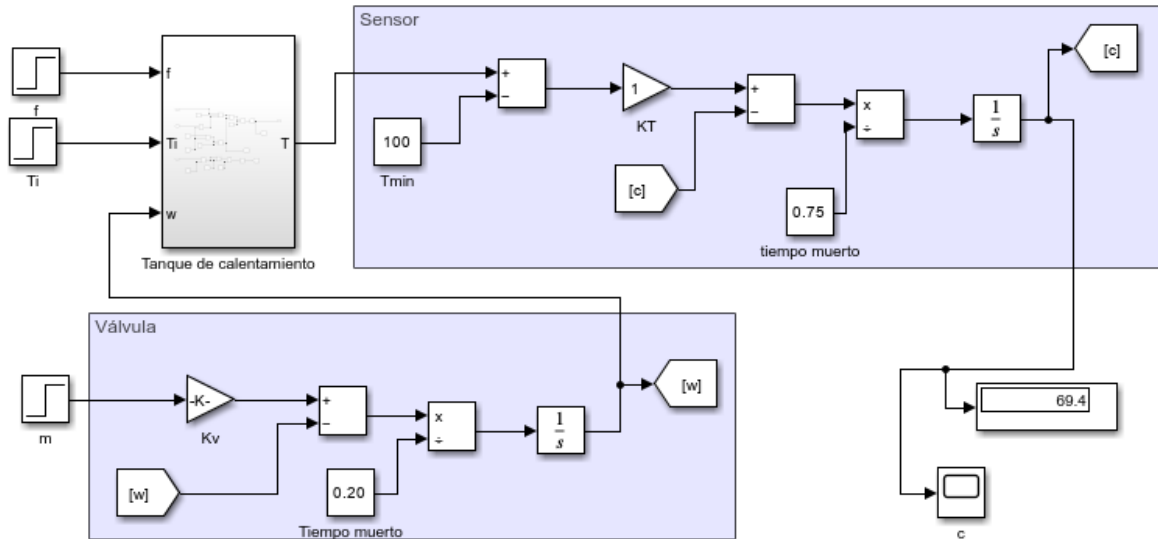 Sensor
f
Ti
f
Ti
w
T
Tanque de calentamiento
+
−
100
Tmin
1
KT
[c]
+
−
x
÷
0.75
tiempo muerto
1
s
[c]
Válvula
m
-K-
Kv
[w]
+
−
x
÷
0.20
Tiempo muerto
1
s
[w]
69.4
c